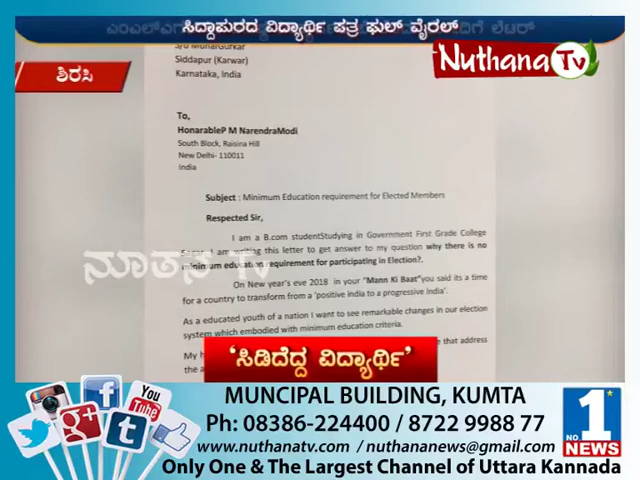 ಸಿದ್ದಾಪುರದ ವಿದ್ಯಾರ್ಥಿ ಪತ್ರ ಫುಲ್ ವೈರಲ್
Nuthana Tv
ಶಿರಸಿ
Siddapur (Karwar)
Karnataka, India
To,
HonarableP M NarendraModi
South Block, Raisina Hill
New Delhi- 110011
India
Subject : Minimum Education requirement for Elected Members
Respected Sir,
I am a B.com studentStudying in Government First Grade College
I am writing this letter to get answer to my question why there is no
minimum education requirement for participating in Election?.
On New year's eve 2018 in your "Mann Ki Baat"you said its a time
for a country to transform from a 'positive india to a progressive India'.
As a educated youth of a nation I want to see remarkable changes in our election
system which embodied with minimum education criteria.
My
that address
the
ನೂತನ Tv
'ಸಿಡಿದೆದ್ದ ವಿದ್ಯಾರ್ಥಿ'
You
Tube
MUNCIPAL BUILDING, KUMTA
Ph: 08386-224400 / 8722 9988 77
www.nuthanatv.com / nuthananews@gmail.com
Only One & The Largest Channel of Uttara Kannada
NO 1
NEWS